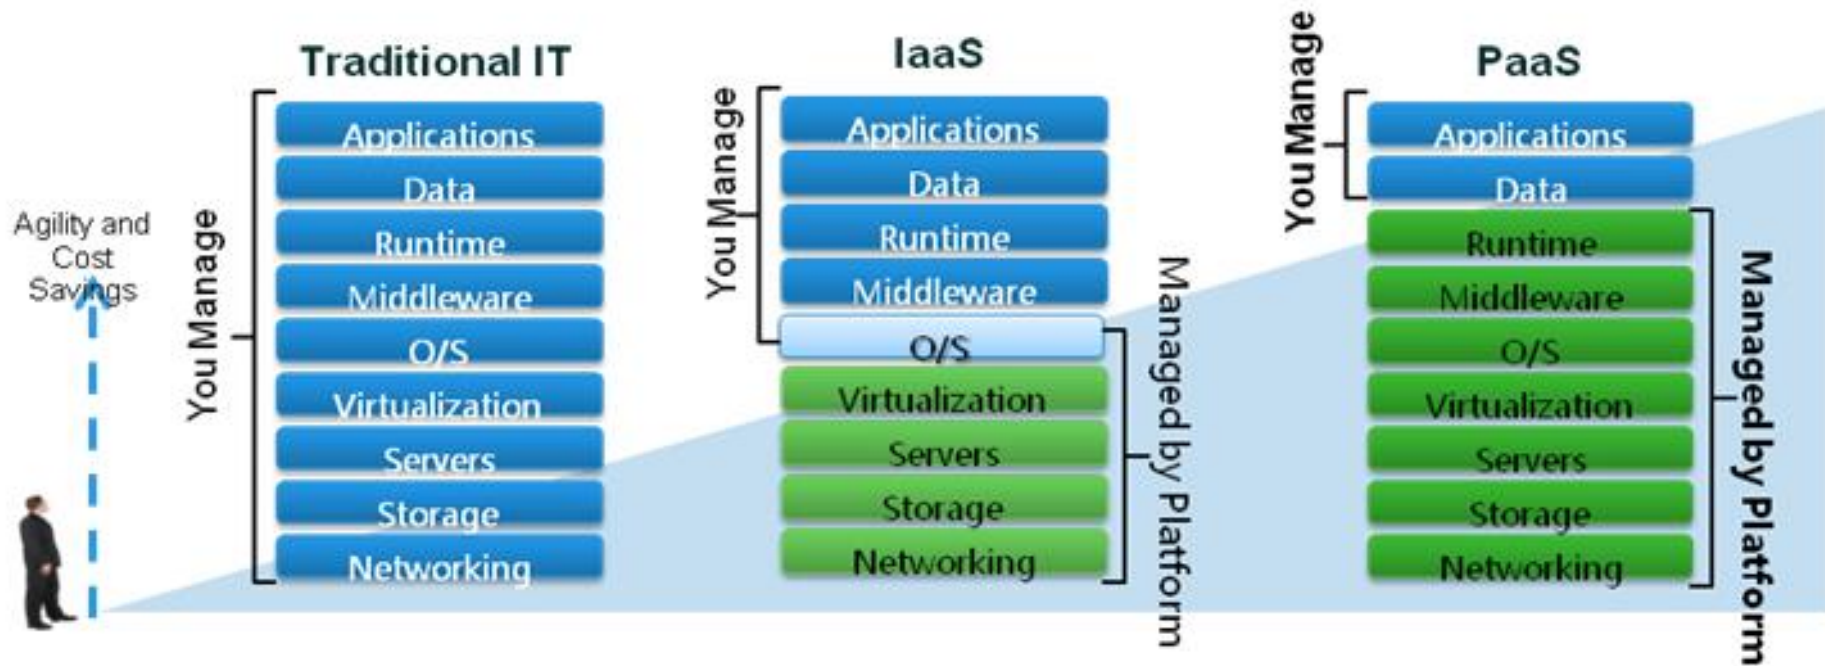 Agility and
Cost
Savings
Traditional IT
You Manage
Applications
Data
Runtime
Middleware
O/S
Virtualization
Servers
Storage
Networking
IaaS
You Manage
Applications
Data
Runtime
Middleware
O/S
Virtualization
Servers
Storage
Networking
Managed by Platform
PaaS
You Manage
Applications
Data
Runtime
Middleware
O/S
Virtualization
Servers
Storage
Networking
Managed by Platform